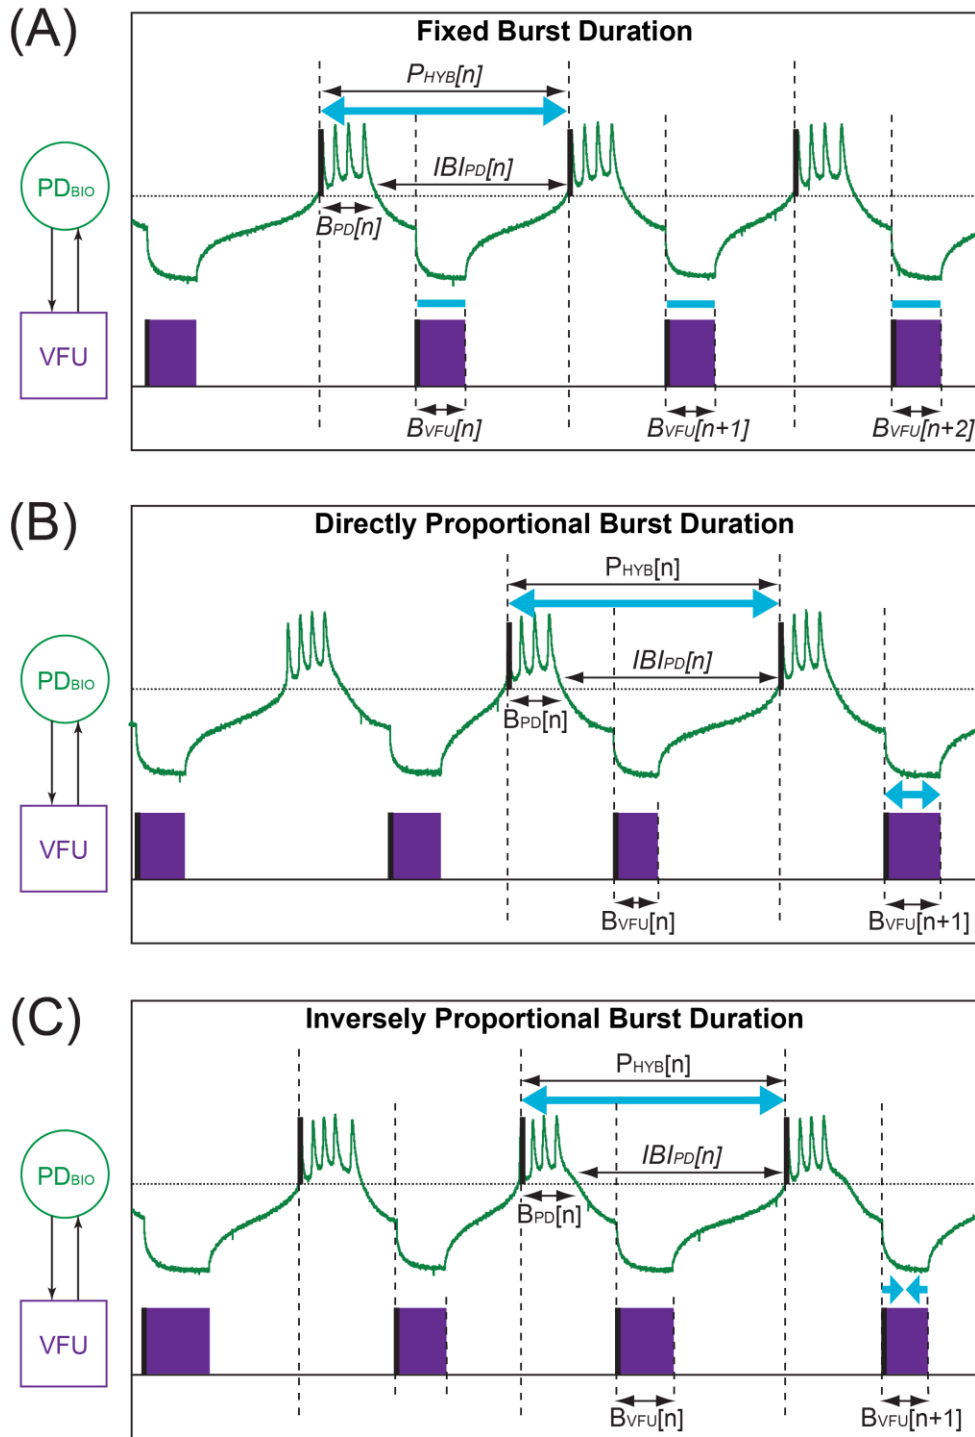 (A)
Fixed Burst Duration
PHYB[n]
IBIPD[n]
BPD[n]
PDBIO
VFU
BVFU[n]
BVFU[n+1]
BVFU[n+2]
(B)
Directly Proportional Burst Duration
PHYB[n]
IBIPD[n]
BPD[n]
PDBIO
VFU
BVFU[n]
BVFU[n+1]
(C)
Inversely Proportional Burst Duration
PHYB[n]
IBIPD[n]
BPD[n]
PDBIO
VFU
BVFU[n]
BVFU[n+1]